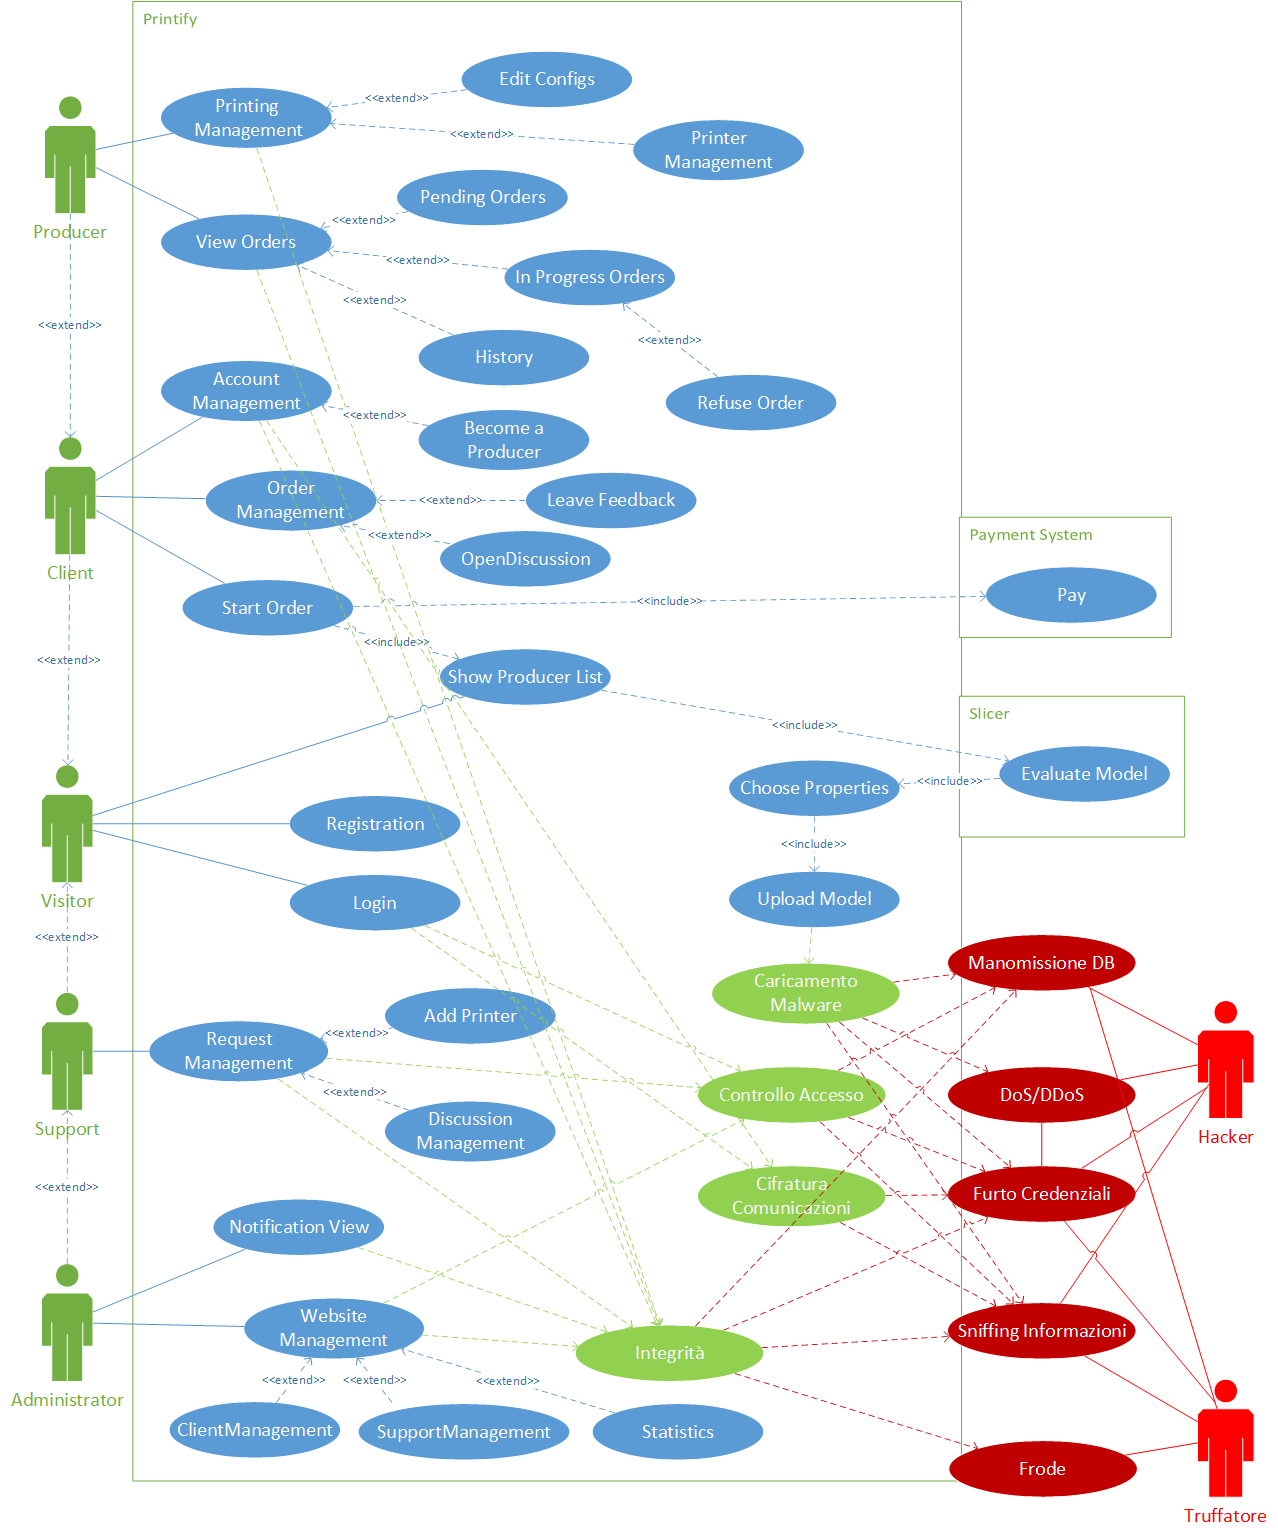 Printify
Edit Configs
<<extend>>
Printing
Management
<<extend>>
Printer
Management
Pending Orders
<<extend>>
Producer
View Orders
<<extend>>
In Progress Orders
<<extend>>
<<extend>>
<<extend>>
History
Account
Management
Refuse Order
<<extend>>
Become a
Producer
Order
Management
<<extend>>
Leave Feedback
<<extend>>
OpenDiscussion
Payment System
Client
Start Order
<<include>>
Pay
<<include>>
<<extend>>
Show Producer List
Slicer
<<include>>
Evaluate Model
<<include>>
Choose Properties
Registration
<<include>>
Visitor
Login
Upload Model
<<extend>>
Manomissione DB
Caricamento
Malware
Add Printer
<<extend>>
Request
Management
<<extend>>
Controllo Accesso
DoS/DDoS
Support
Discussion
Management
Hacker
<<extend>>
Cifratura
Comunicazioni
Furto Credenziali
Notification View
Website
Management
Sniffing Informazioni
Integrità
<<extend>>
<<extend>>
<<extend>>
Administrator
ClientManagement
SupportManagement
Statistics
Frode
Truffatore